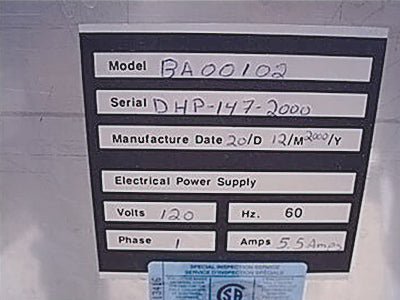 Model BA00102
Serial DHP-147-2000
Manufacture Date 20/D 12/M 2000/Y
Electrical Power Supply
Volts 120 Hz. 60
Phase 1 Amps 5.5 Amps
SPECIAL INSPECTION SERVICE
SERVICE D'INSPECTION SPECIALE